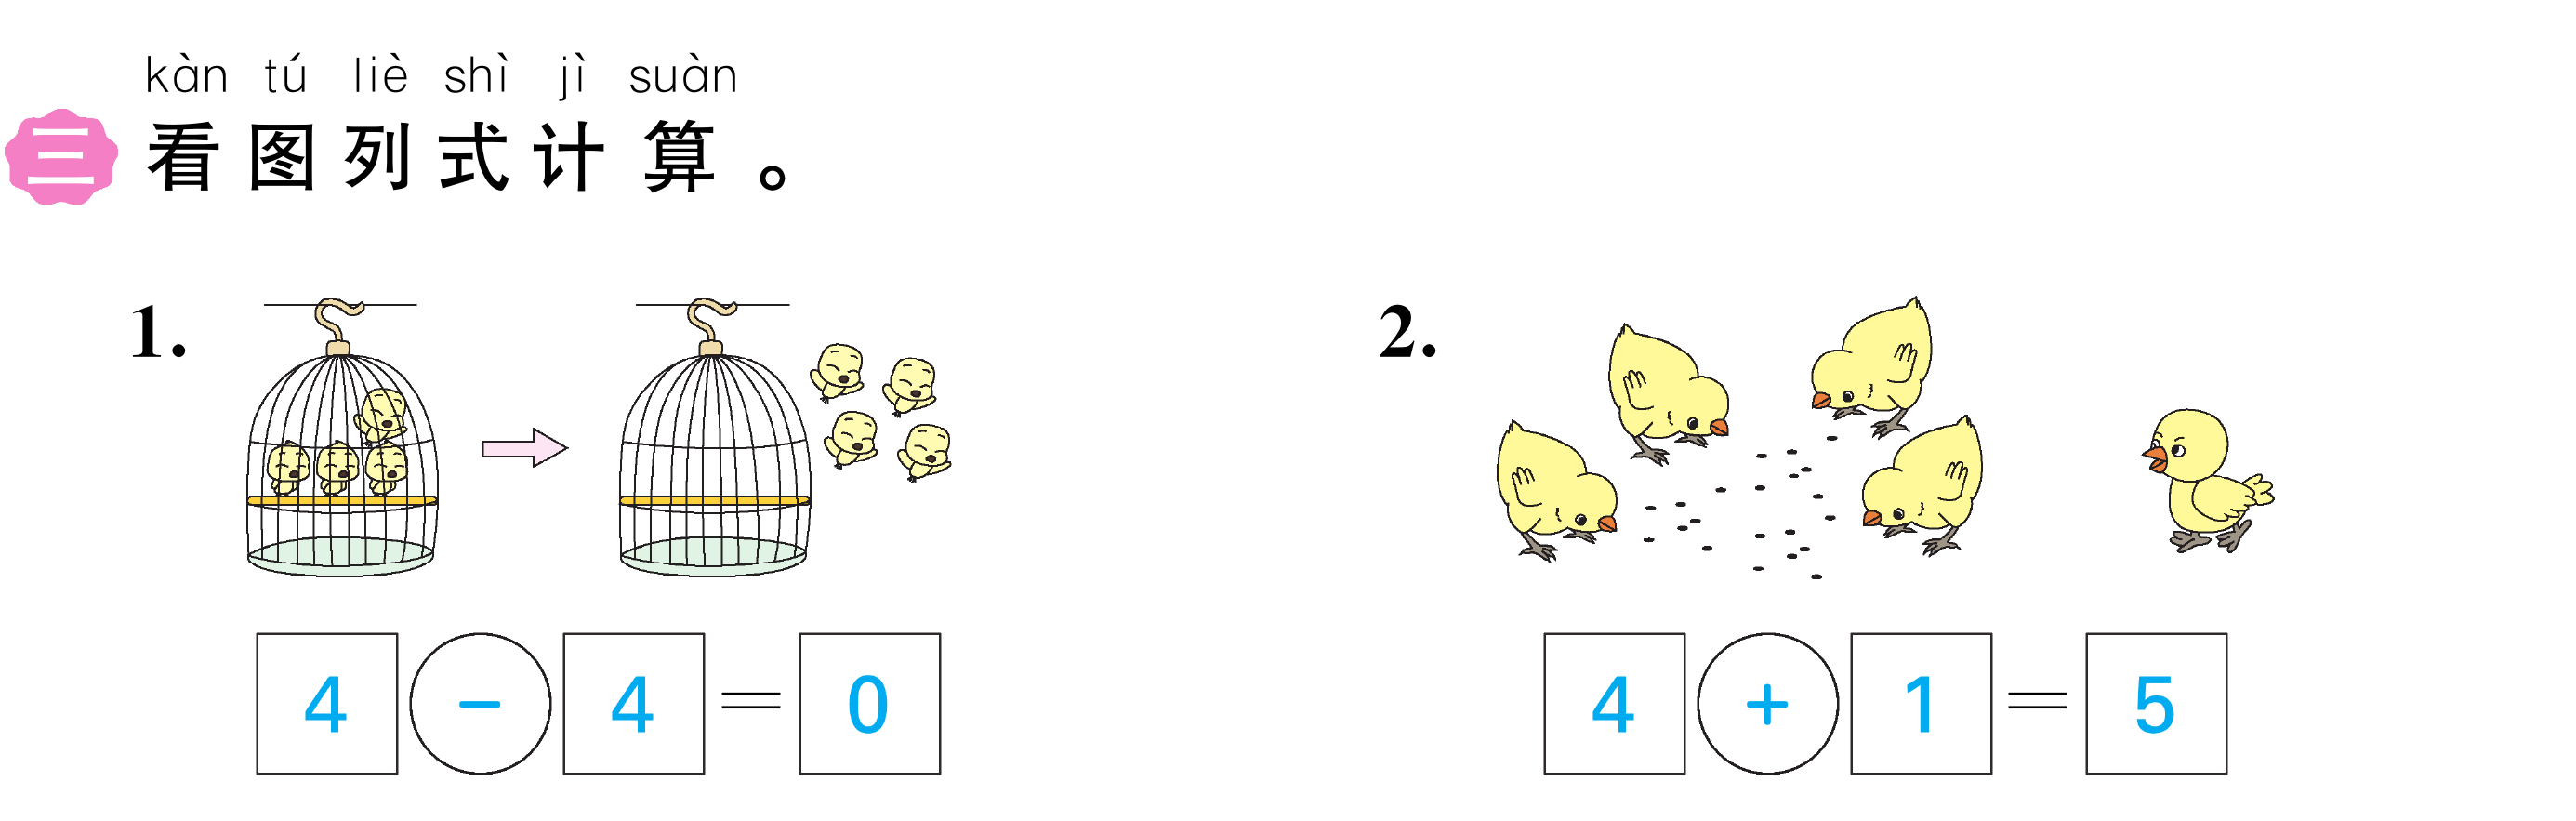 kàn tú liè shì jì suàn
三 看图列式计算。
1.
2.
4 - 4 = 0
4 + 1 = 5